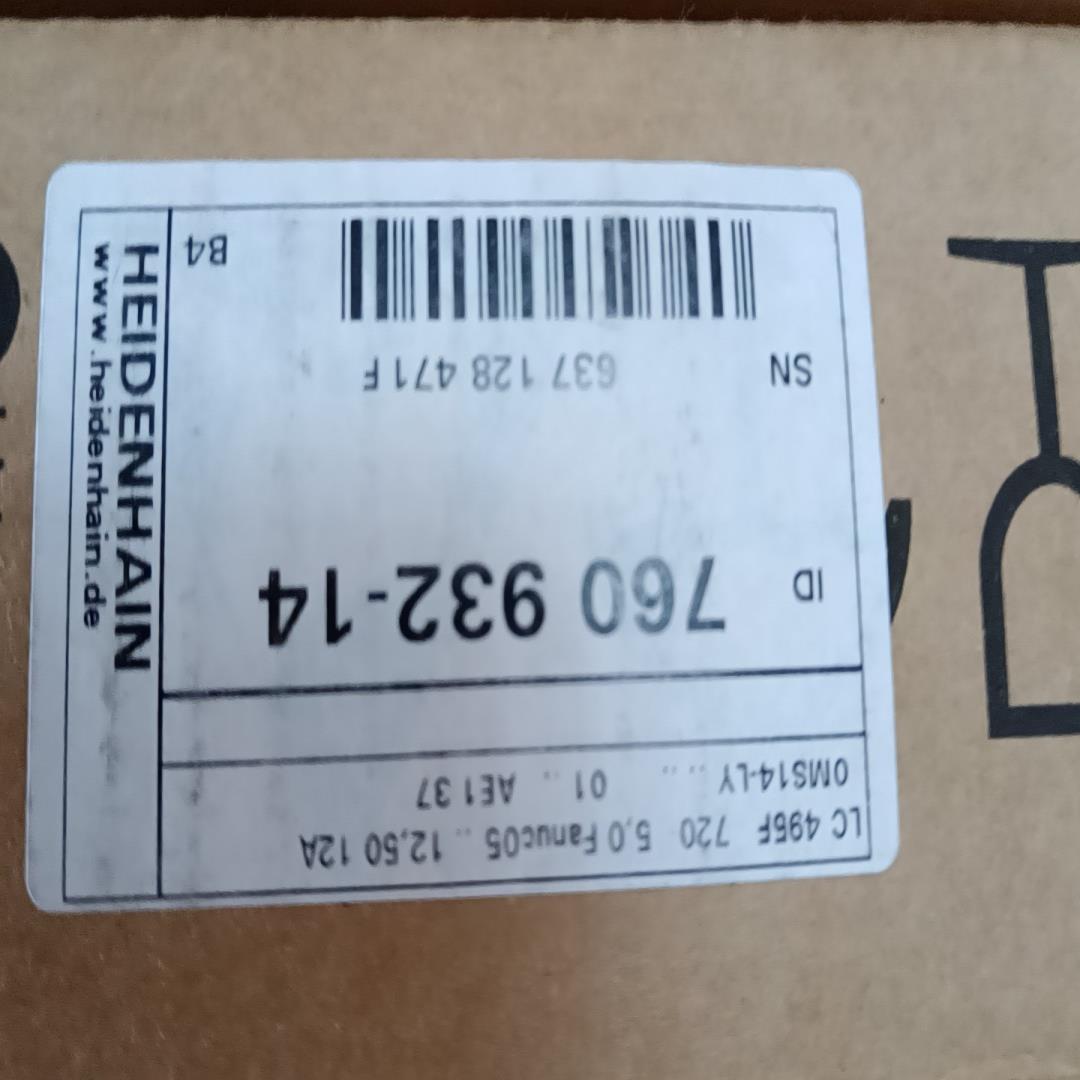 LC 495F 720 5,0 Fanuc05 .. 12,50 12A
OMS14-LY .. .. 01 .. AE1 37
ID 760 932-14
SN 637 128 471 F
B4
HEIDENHAIN
www.heidenhain.de